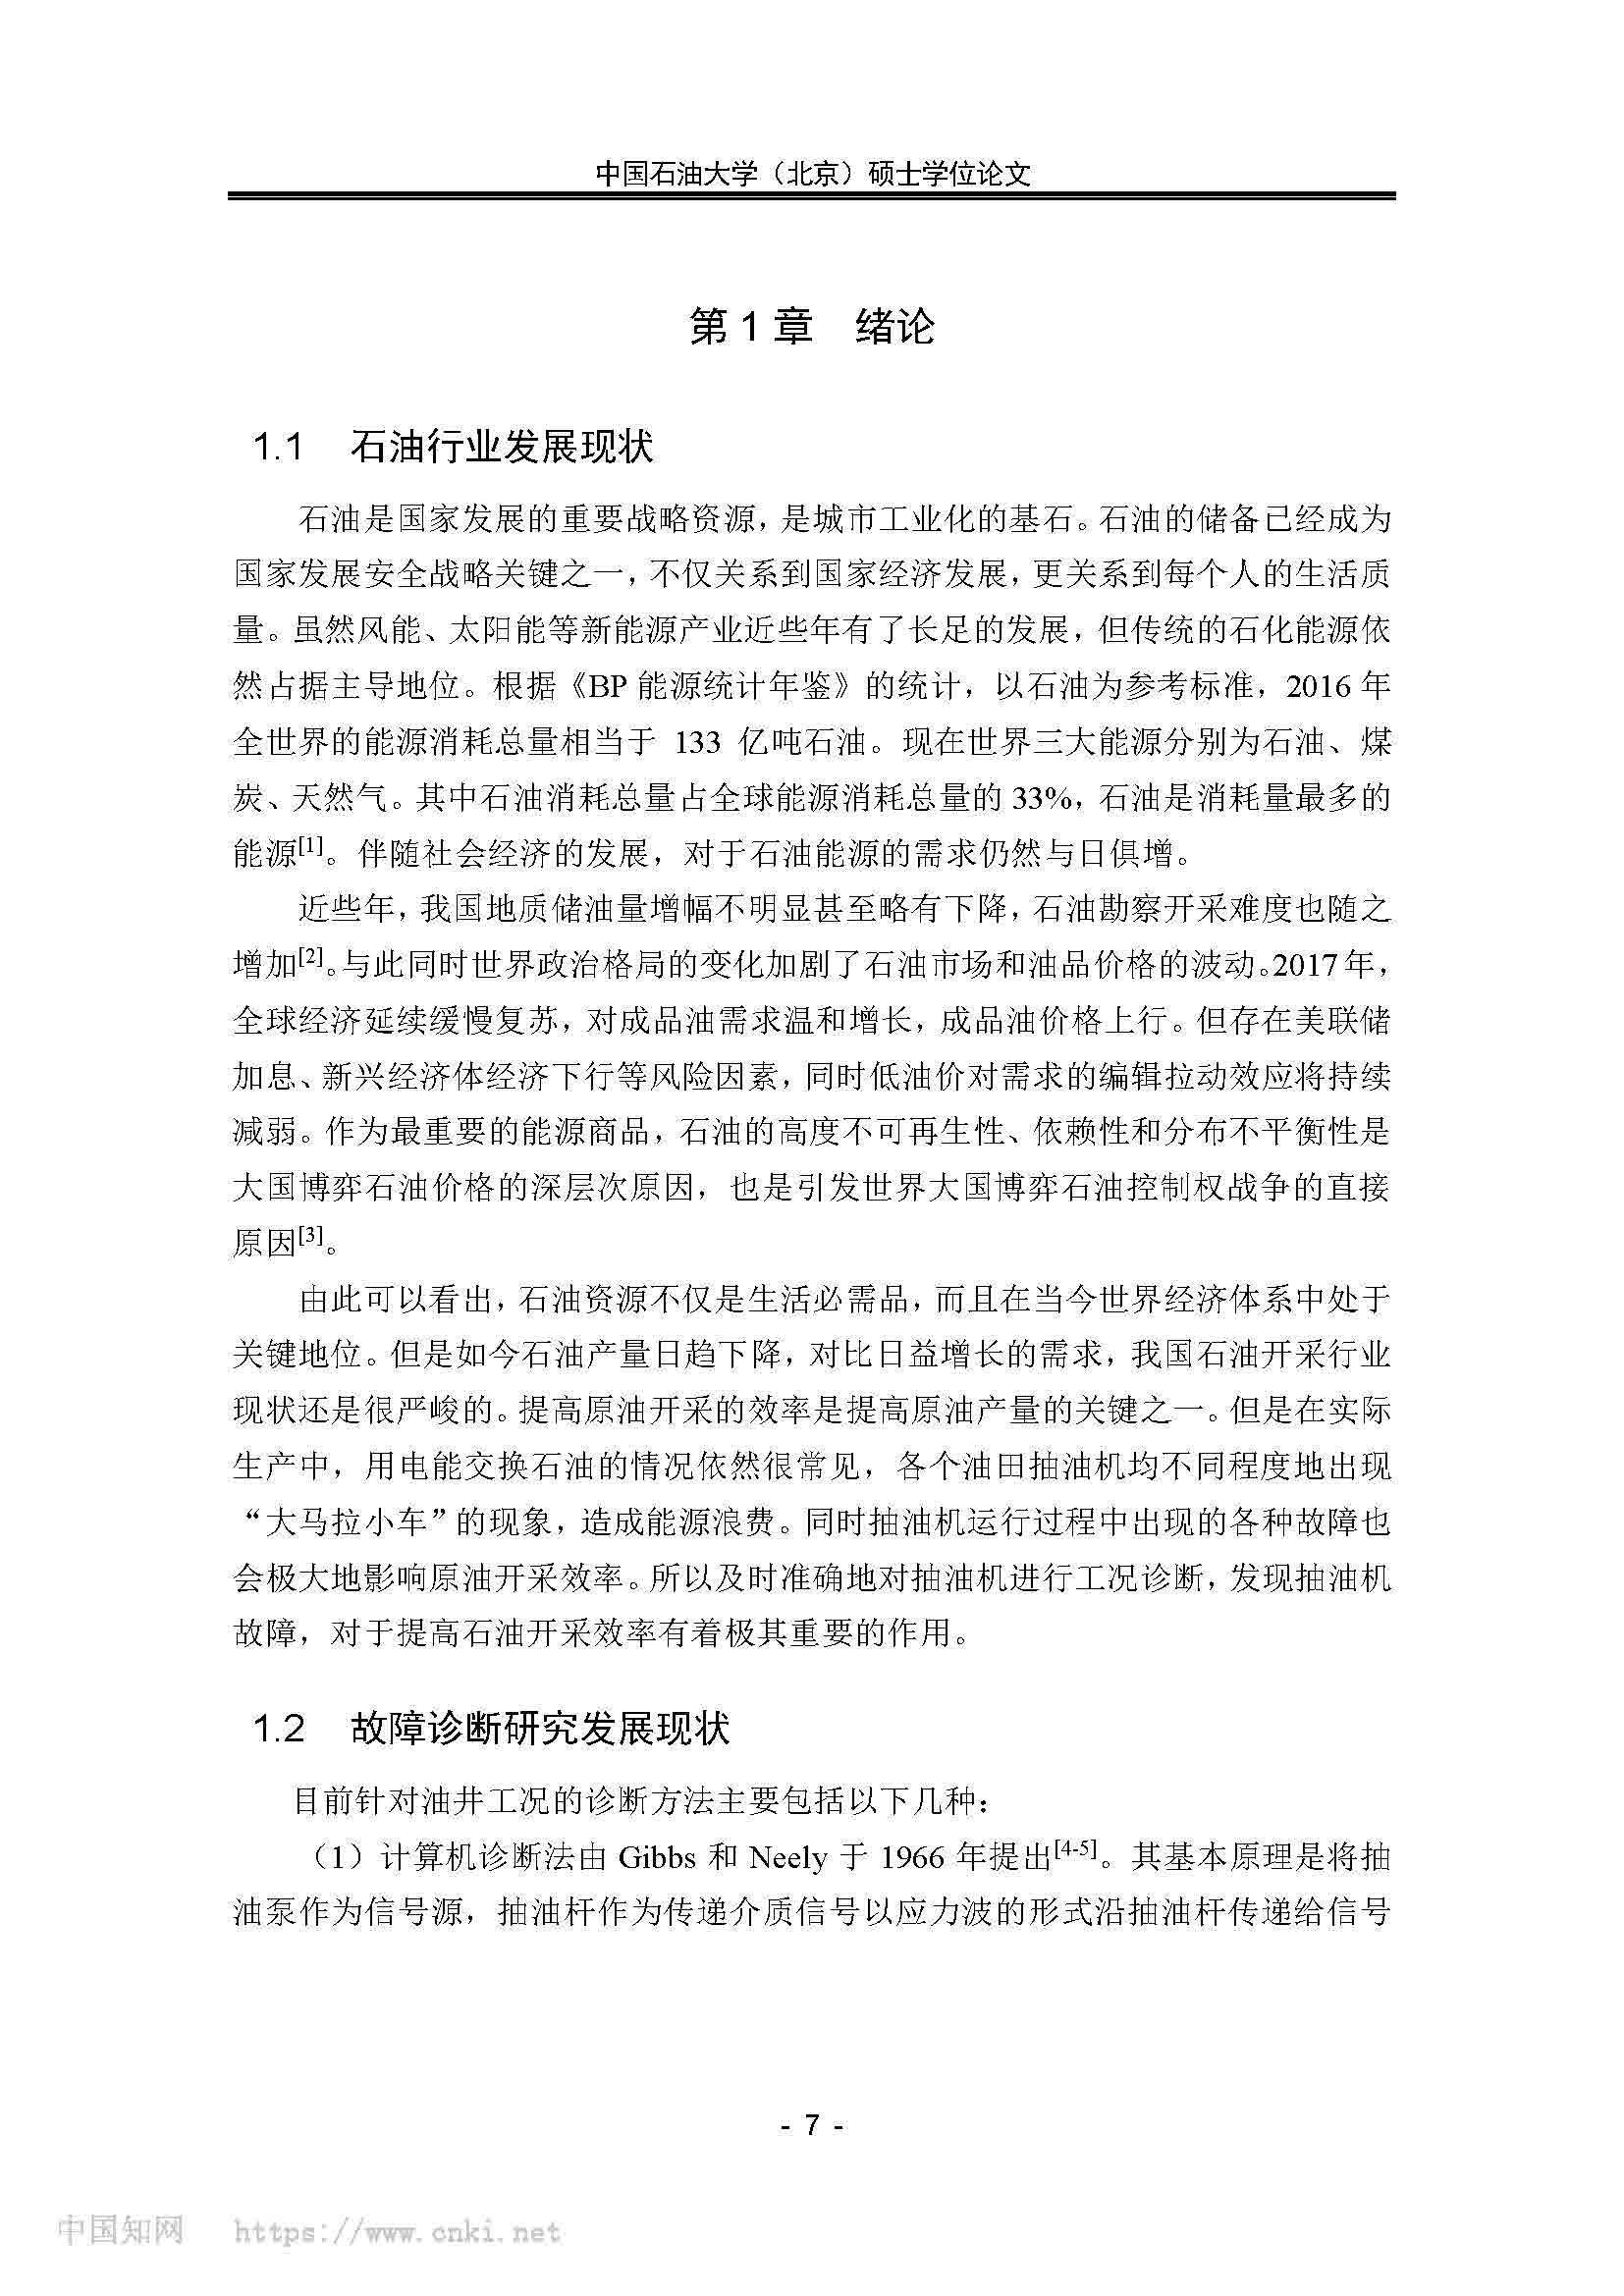 中国石油大学（北京）硕士学位论文
第 1 章　绪论
1.1　石油行业发展现状
石油是国家发展的重要战略资源，是城市工业化的基石。石油的储备已经成为
国家发展安全战略关键之一，不仅关系到国家经济发展，更关系到每个人的生活质
量。虽然风能、太阳能等新能源产业近些年有了长足的发展，但传统的石化能源依
然占据主导地位。根据《BP 能源统计年鉴》的统计，以石油为参考标准，2016 年
全世界的能源消耗总量相当于 133 亿吨石油。现在世界三大能源分别为石油、煤
炭、天然气。其中石油消耗总量占全球能源消耗总量的 33%，石油是消耗量最多的
能源[1]。伴随社会经济的发展，对于石油能源的需求仍然与日俱增。
近些年，我国地质储油量增幅不明显甚至略有下降，石油勘察开采难度也随之
增加[2]。与此同时世界政治格局的变化加剧了石油市场和油品价格的波动。2017 年，
全球经济延续缓慢复苏，对成品油需求温和增长，成品油价格上行。但存在美联储
加息、新兴经济体经济下行等风险因素，同时低油价对需求的编辑拉动效应将持续
减弱。作为最重要的能源商品，石油的高度不可再生性、依赖性和分布不平衡性是
大国博弈石油价格的深层次原因，也是引发世界大国博弈石油控制权战争的直接
原因[3]。
由此可以看出，石油资源不仅是生活必需品，而且在当今世界经济体系中处于
关键地位。但是如今石油产量日趋下降，对比日益增长的需求，我国石油开采行业
现状还是很严峻的。提高原油开采的效率是提高原油产量的关键之一。但是在实际
生产中，用电能交换石油的情况依然很常见，各个油田抽油机均不同程度地出现
“大马拉小车”的现象，造成能源浪费。同时抽油机运行过程中出现的各种故障也
会极大地影响原油开采效率。所以及时准确地对抽油机进行工况诊断，发现抽油机
故障，对于提高石油开采效率有着极其重要的作用。
1.2　故障诊断研究发展现状
目前针对油井工况的诊断方法主要包括以下几种：
（1）计算机诊断法由 Gibbs 和 Neely 于 1966 年提出[4-5]。其基本原理是将抽
油泵作为信号源，抽油杆作为传递介质信号以应力波的形式沿抽油杆传递给信号
- 7 -
中国知网　https://www.cnki.net